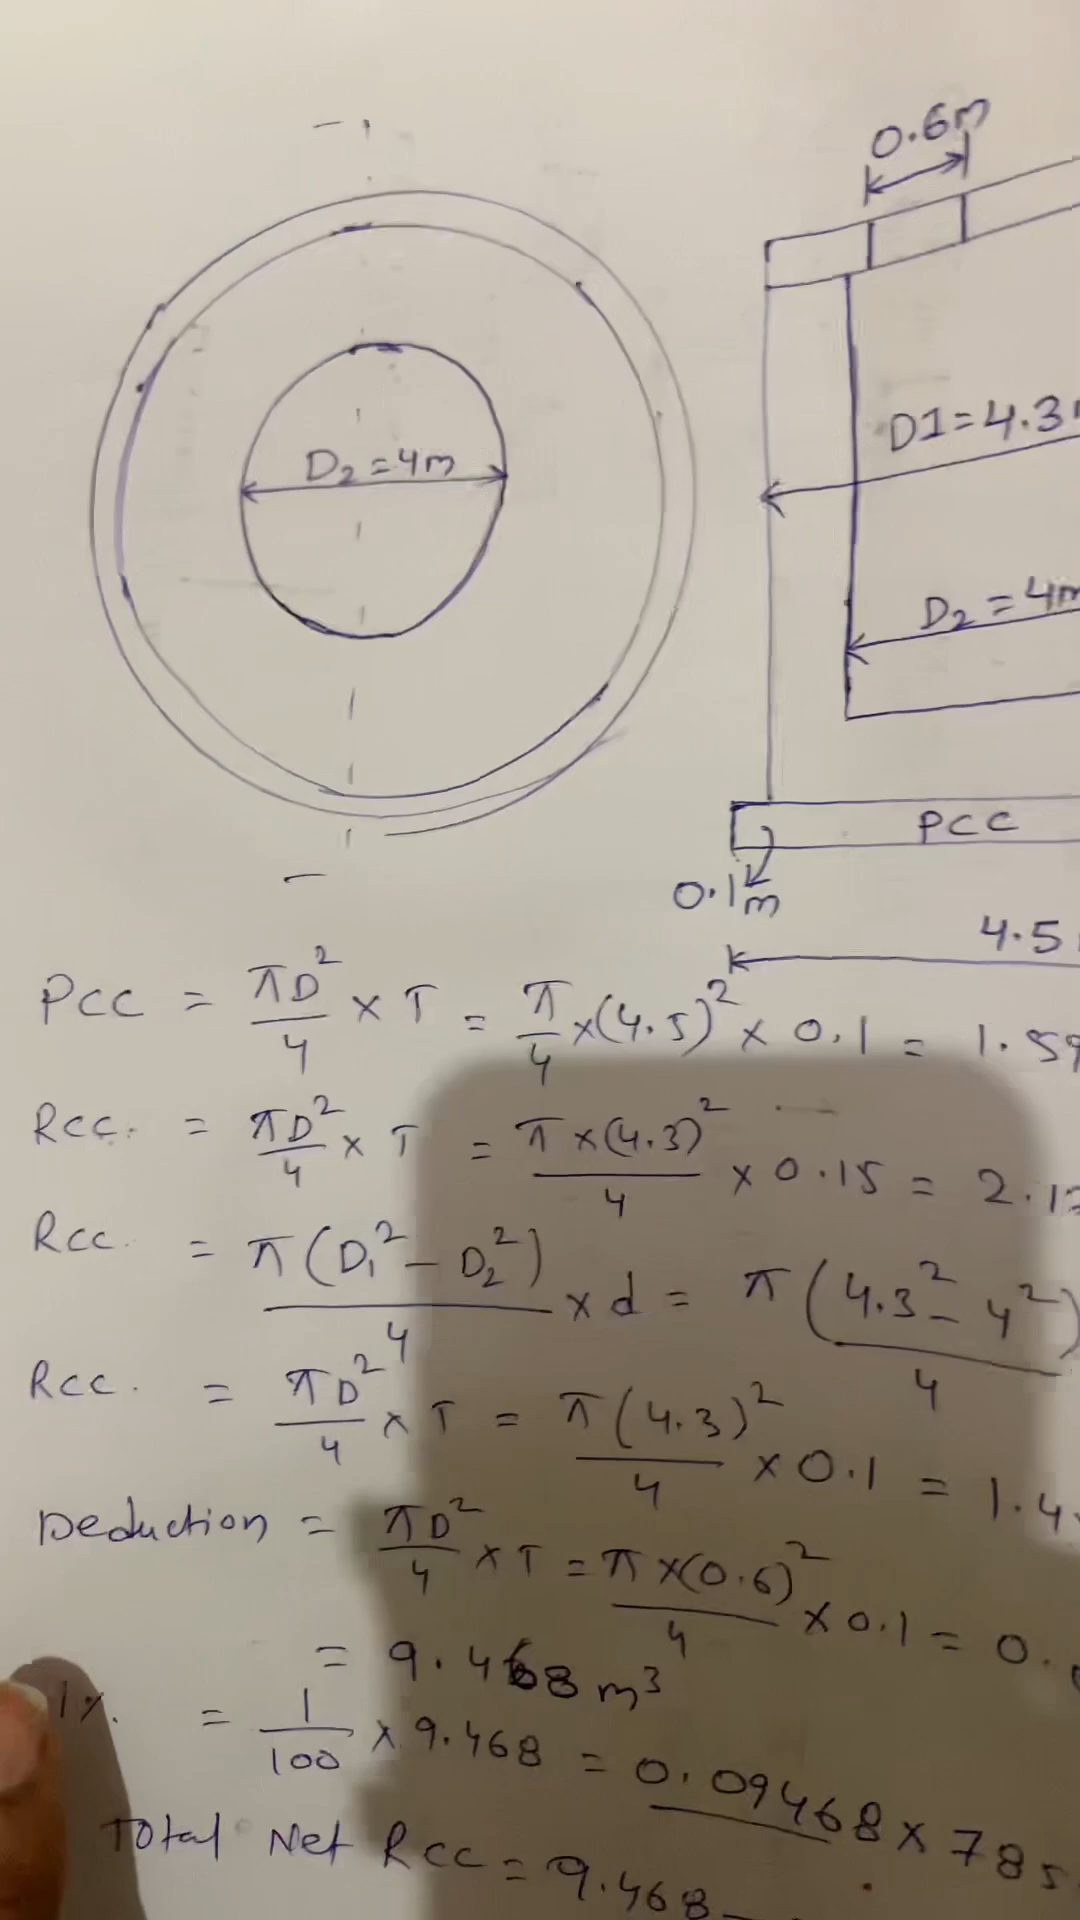 0.6m
D1=4.3
D₂=4m
D₂=4m
PCC
0.1m
4.5
PCC = πD²/4 × T = π/4 ×(4.5)² × 0.1 = 1.59
Rcc. = πD²/4 × T = π×(4.3)²/4 × 0.15 = 2.17
Rcc. = π(D₁²-D₂²)/4 × d = π(4.3²-4²)/4
Rcc. = πD²/4 × T = π(4.3)²/4 × 0.1 = 1.4
Deduction = πD²/4 × T = π×(0.6)²/4 × 0.1 = 0.
= 9.468m³
1%. = 1/100 × 9.468 = 0.09468 × 785
Total Net Rcc = 9.468